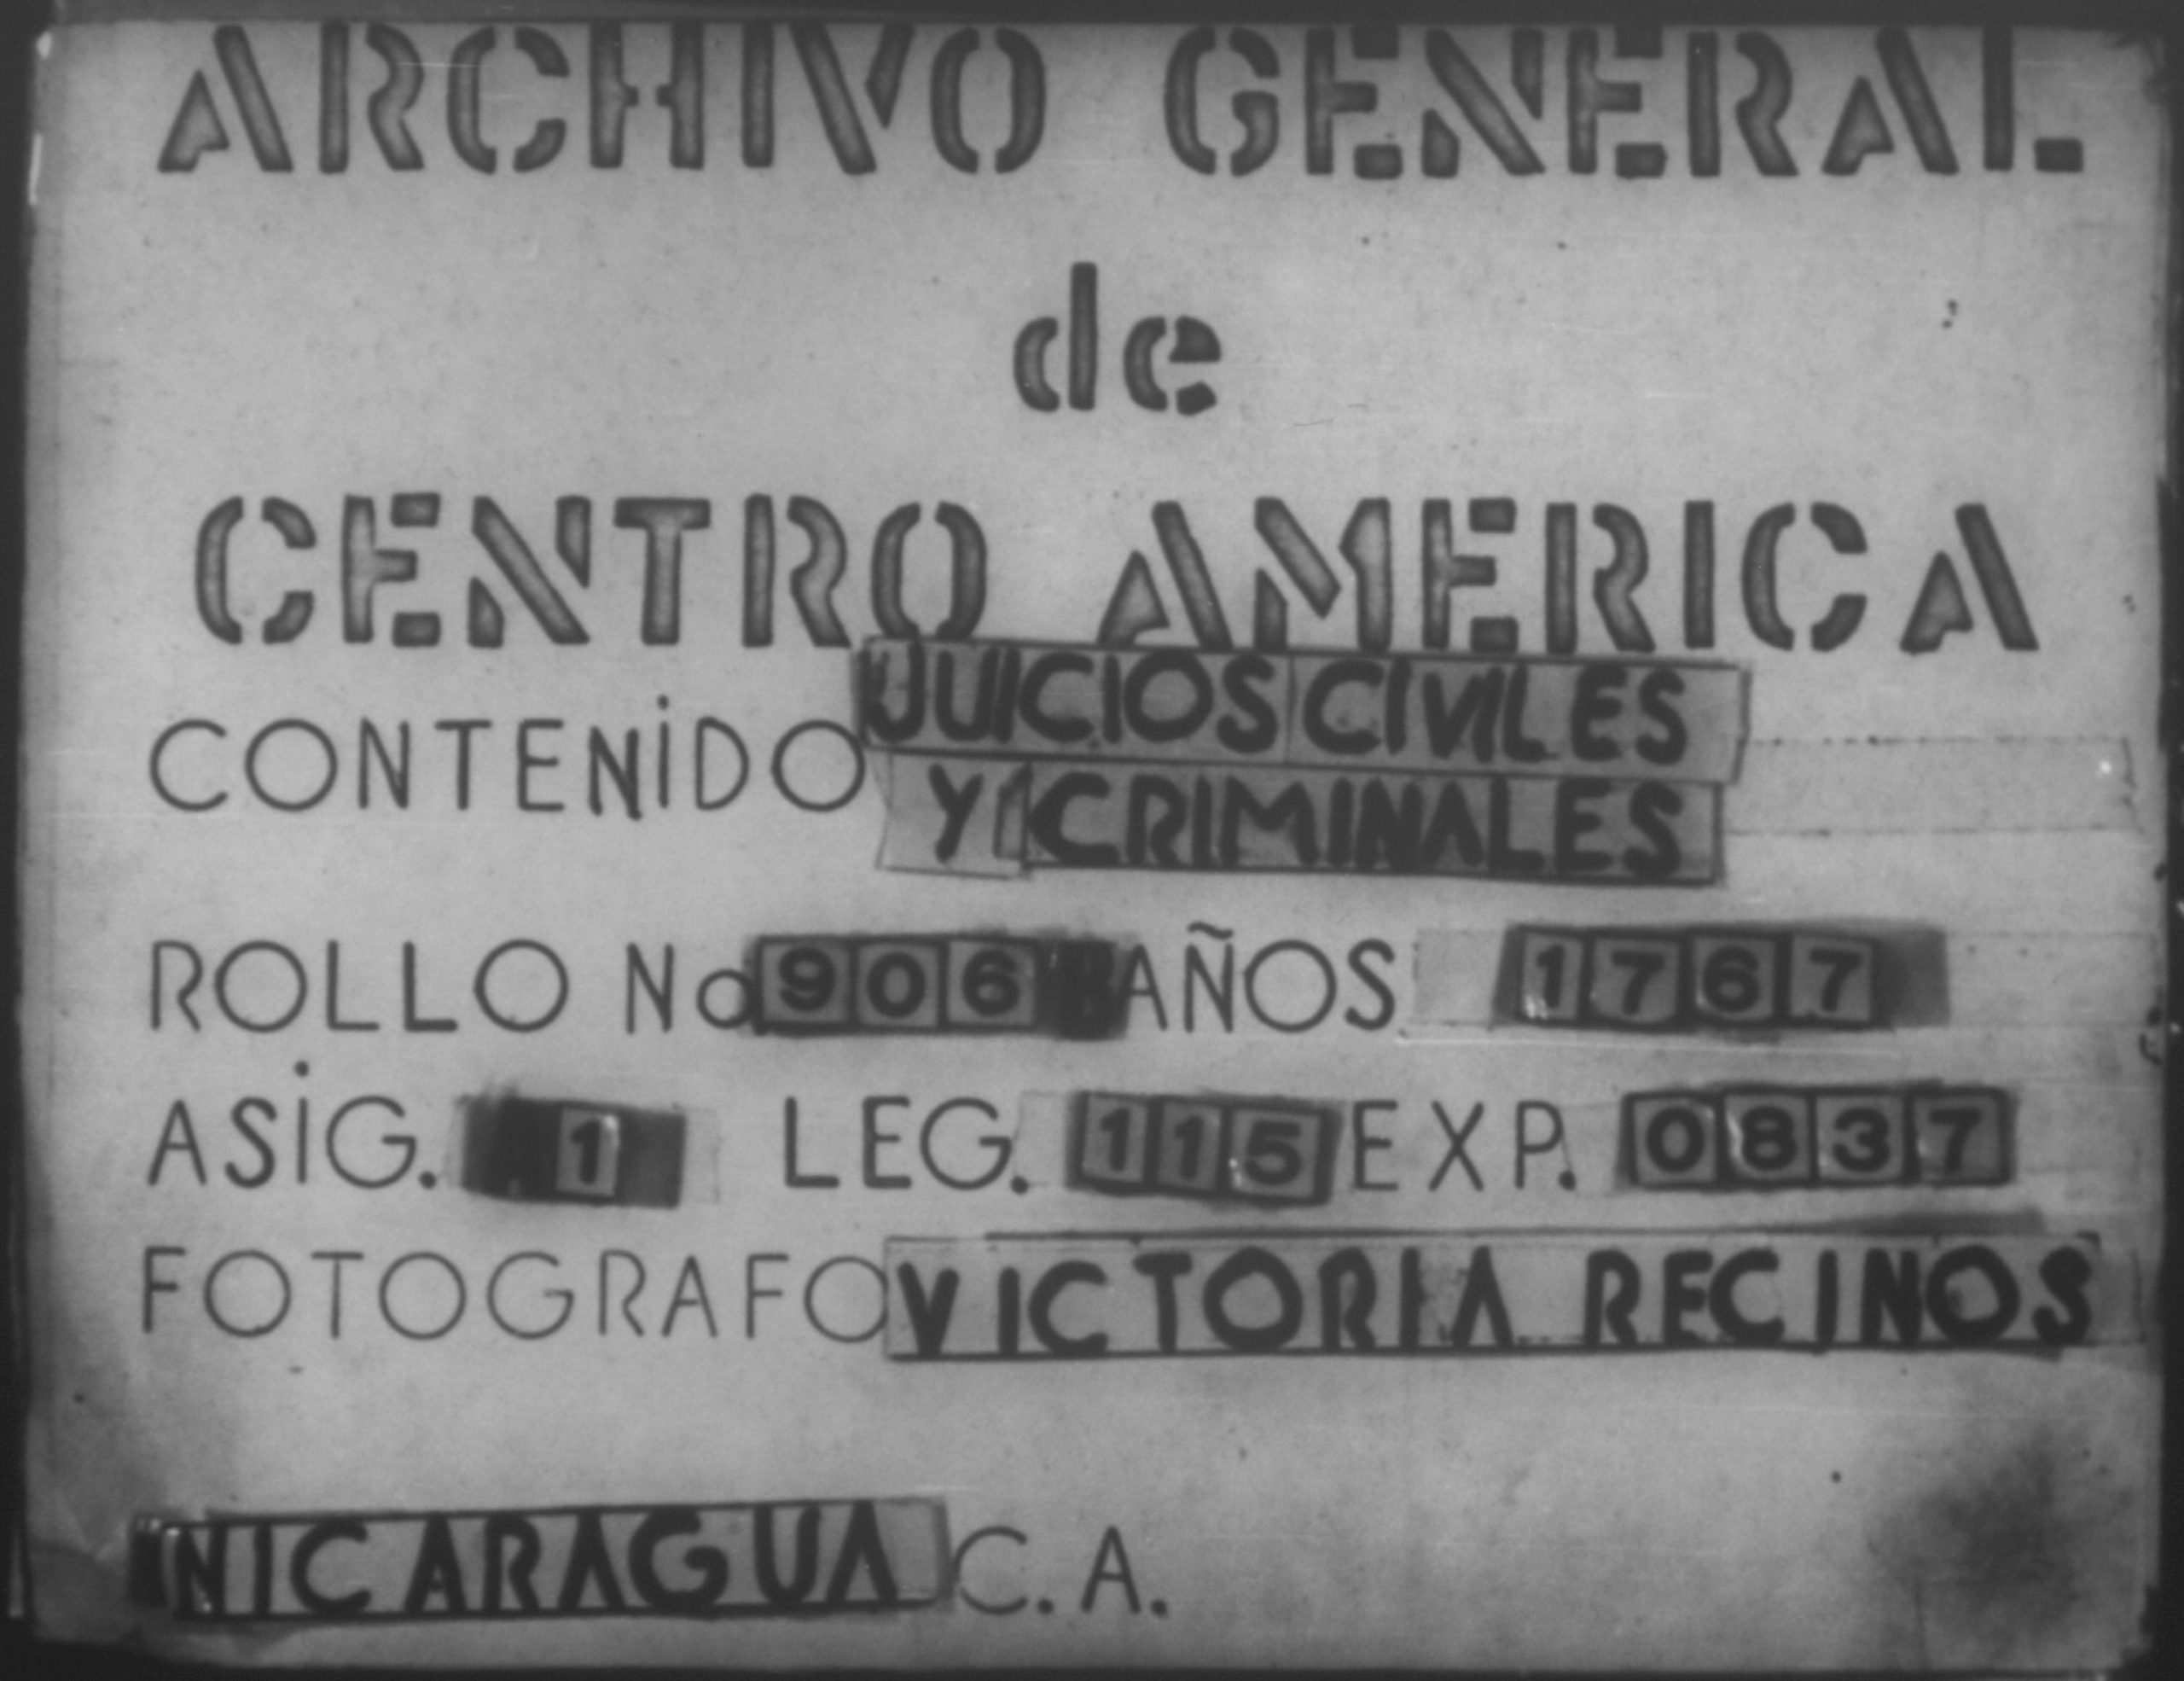 ARCHIVO GENERAL
de
CENTRO AMERICA
CONTENIDO JUICIOS CIVILES
Y CRIMINALES
ROLLO No 906 AÑOS 1767
ASIG. 1 LEG. 115 EXP. 0837
FOTOGRAFO VICTORIA RECINOS
NICARAGUA C.A.